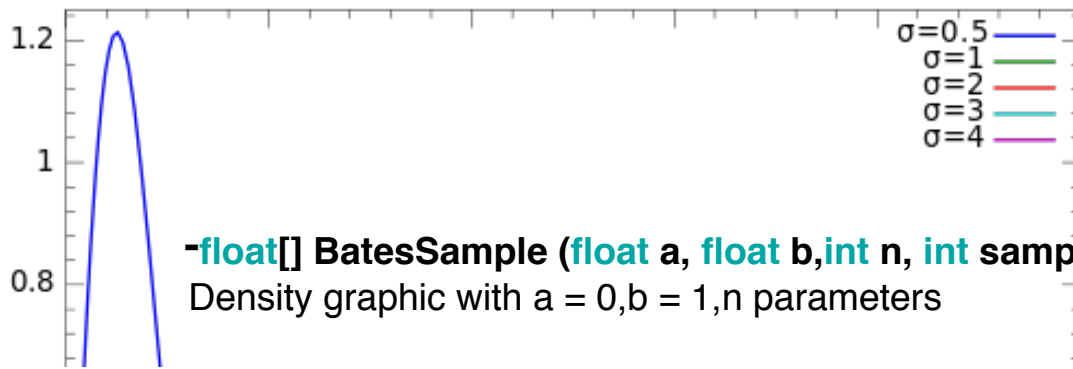 1.2
σ=0.5
σ=1
σ=2
σ=3
σ=4
1
-float[] BatesSample (float a, float b,int n, int samp
0.8
Density graphic with a = 0,b = 1,n parameters